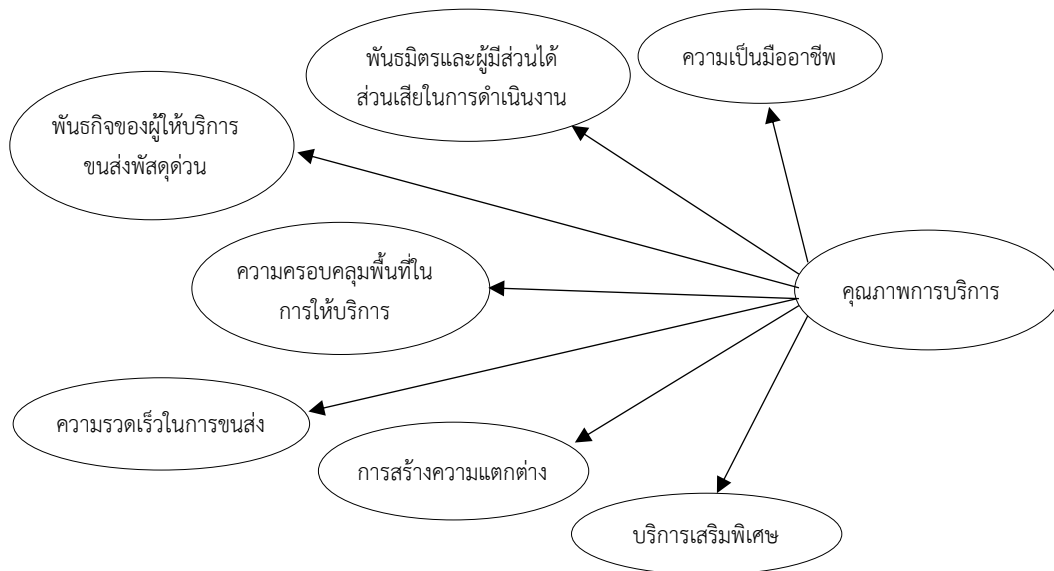 พันธมิตรและผู้มีส่วนได้
ส่วนเสียในการดำเนินงาน
ความเป็นมืออาชีพ
พันธกิจของผู้ให้บริการ
ขนส่งพัสดุด่วน
ความครอบคลุมพื้นที่ใน
การให้บริการ
คุณภาพการบริการ
ความรวดเร็วในการขนส่ง
การสร้างความแตกต่าง
บริการเสริมพิเศษ